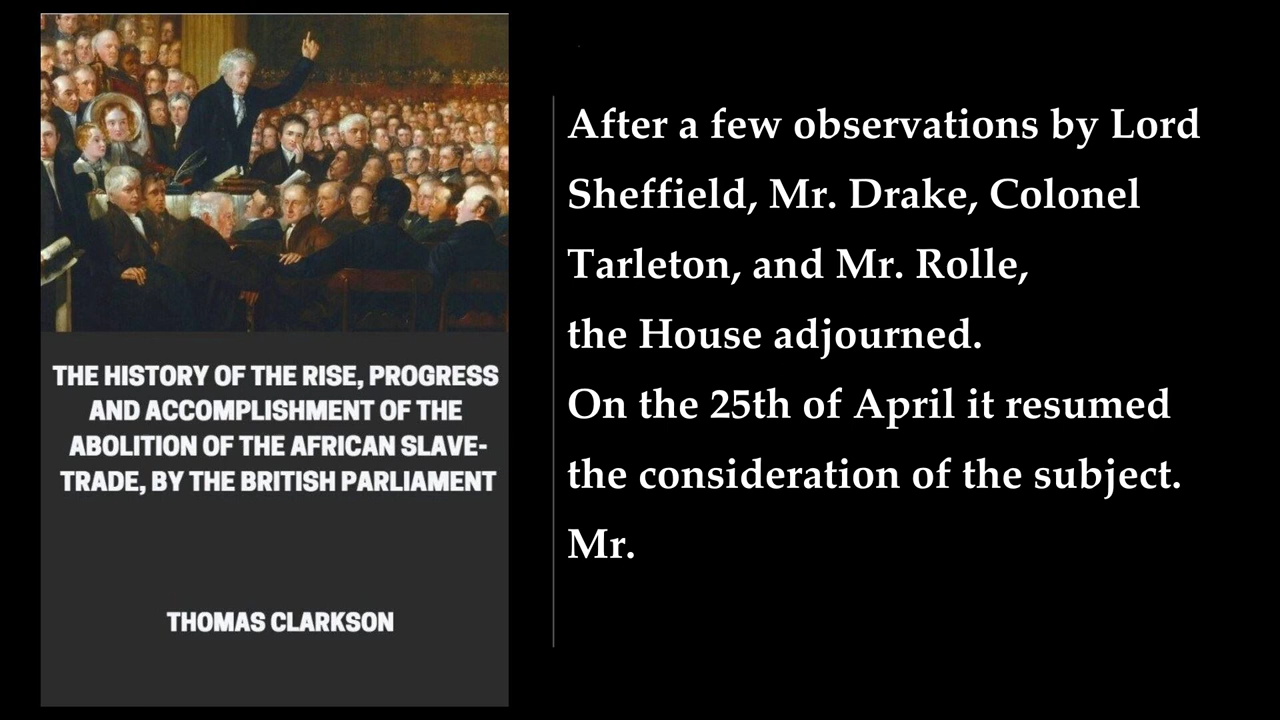 THE HISTORY OF THE RISE, PROGRESS
AND ACCOMPLISHMENT OF THE
ABOLITION OF THE AFRICAN SLAVE-
TRADE, BY THE BRITISH PARLIAMENT
THOMAS CLARKSON
After a few observations by Lord
Sheffield, Mr. Drake, Colonel
Tarleton, and Mr. Rolle,
the House adjourned.
On the 25th of April it resumed
the consideration of the subject.
Mr.